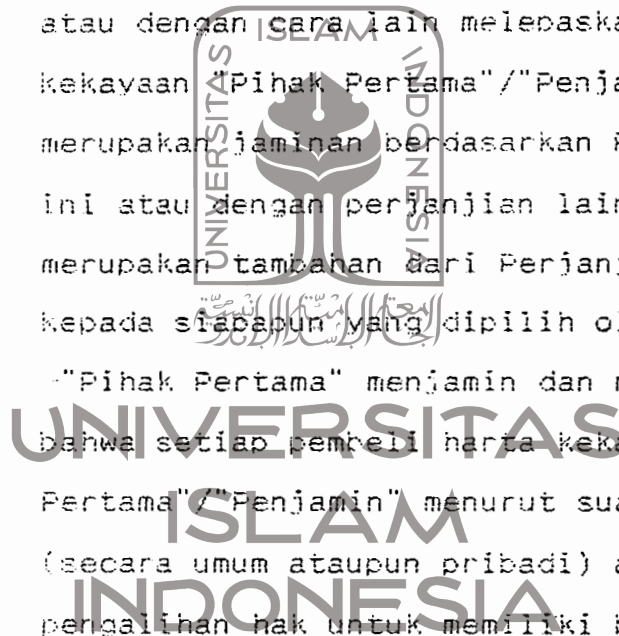 atau dengan cara lain melepaska
kekayaan "Pihak Pertama"/"Penja
merupakan jaminan berdasarkan
ini atau dengan perjanjian lain
merupakan tambahan dari Perjanj
kepada siapapun yang dipilih ol
"Pihak Pertama" menjamin dan m
bahwa setiap pembeli harta keka
Pertama"/"Penjamin" menurut sua
(secara umum ataupun pribadi) a
pengalihan hak untuk memiliki
ISLAM
UNIVERSITAS
INDONESIA
UNIVERSITAS
ISLAM
INDONESIA